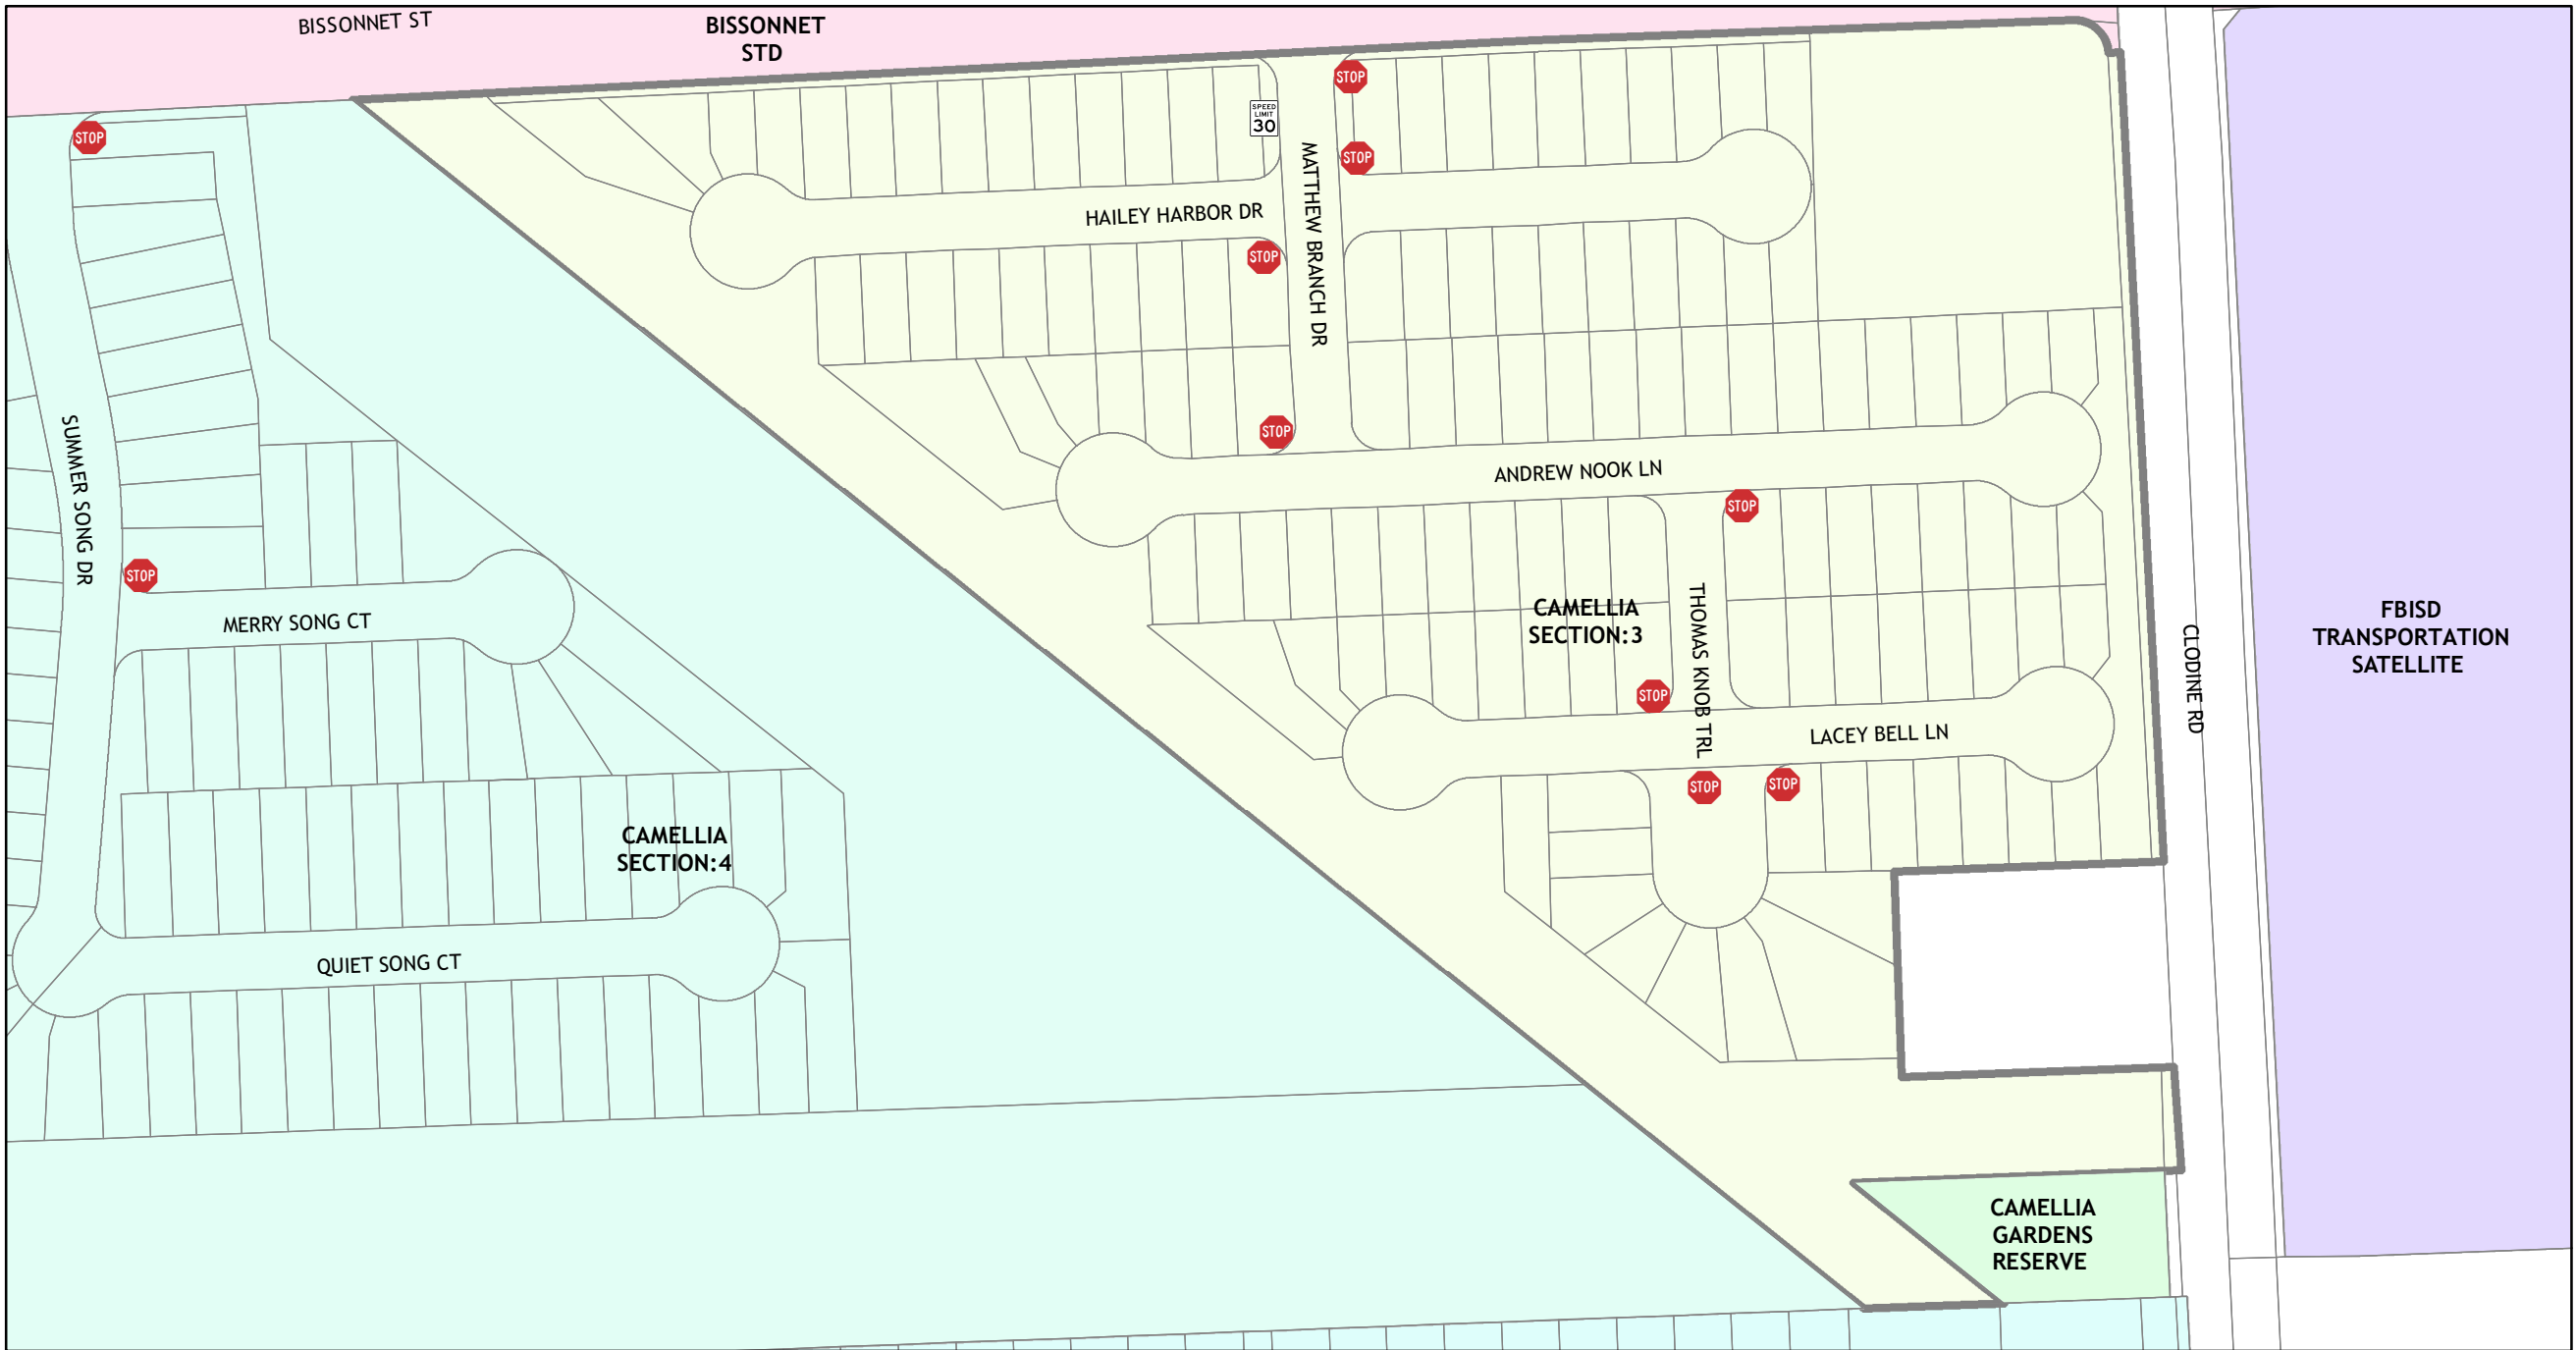 BISSONNET ST
BISSONNET
STD
STOP
STOP
SPEED
LIMIT
30
STOP
MATTHEW BRANCH DR
HAILEY HARBOR DR
STOP
STOP
SUMMER SONG DR
ANDREW NOOK LN
STOP
STOP
MERRY SONG CT
CAMELLIA
SECTION:3
THOMAS KNOB TRL
FBISD
TRANSPORTATION
SATELLITE
CLODINE RD
STOP
LACEY BELL LN
STOP
STOP
CAMELLIA
SECTION:4
QUIET SONG CT
CAMELLIA
GARDENS
RESERVE